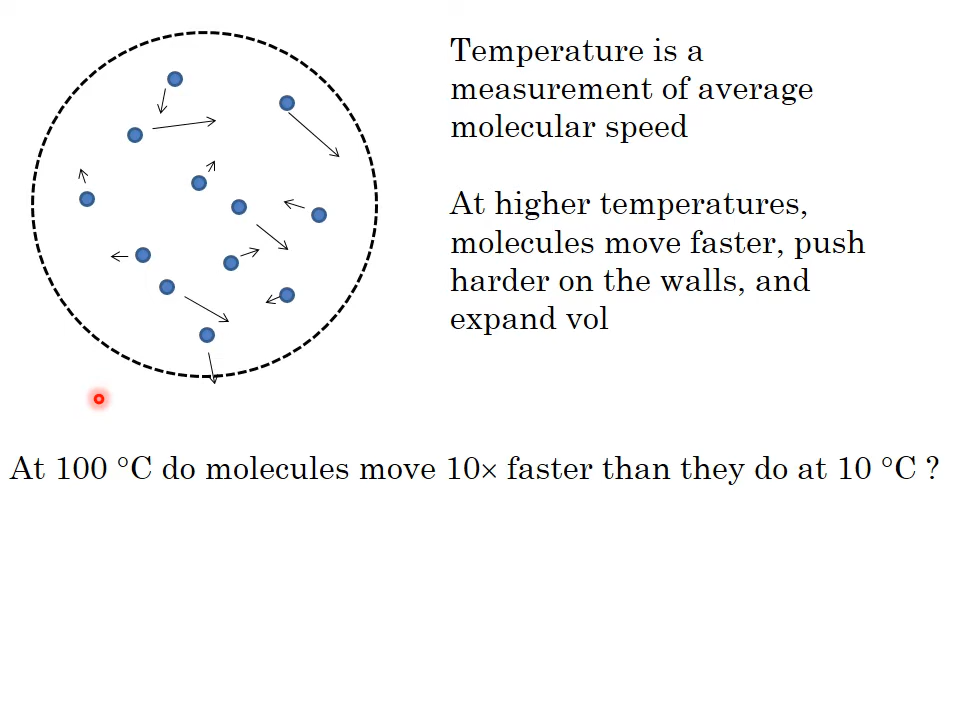 Temperature is a
measurement of average
molecular speed
At higher temperatures,
molecules move faster, push
harder on the walls, and
expand vol
At 100 °C do molecules move 10× faster than they do at 10 °C ?